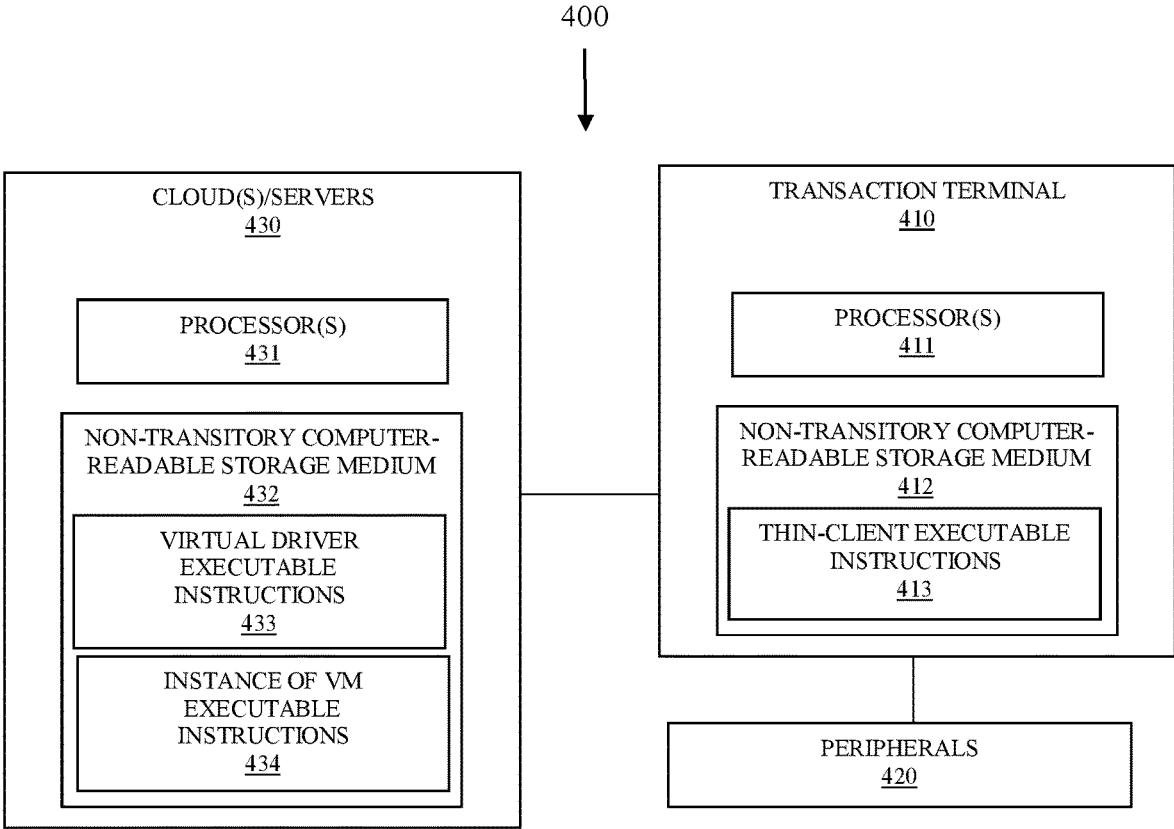 400
CLOUD(S)/SERVERS
430
PROCESSOR(S)
431
NON-TRANSITORY COMPUTER-
READABLE STORAGE MEDIUM
432
VIRTUAL DRIVER
EXECUTABLE
INSTRUCTIONS
433
INSTANCE OF VM
EXECUTABLE
INSTRUCTIONS
434
TRANSACTION TERMINAL
410
PROCESSOR(S)
411
NON-TRANSITORY COMPUTER-
READABLE STORAGE MEDIUM
412
THIN-CLIENT EXECUTABLE
INSTRUCTIONS
413
PERIPHERALS
420